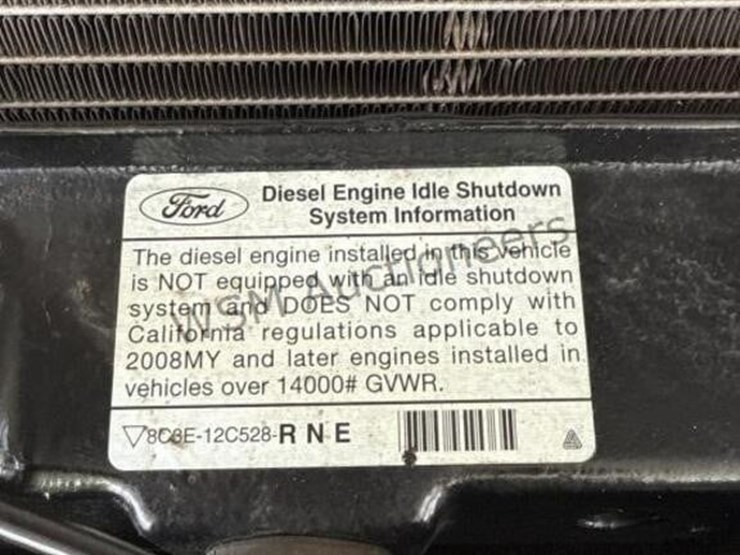 Ford
Diesel Engine Idle Shutdown
System Information
The diesel engine installed in this vehicle
is NOT equipped with an idle shutdown
system and DOES NOT comply with
California regulations applicable to
2008MY and later engines installed in
vehicles over 14000# GVWR.
▽8C3E-12C528-R N E
WSM Auctioneers